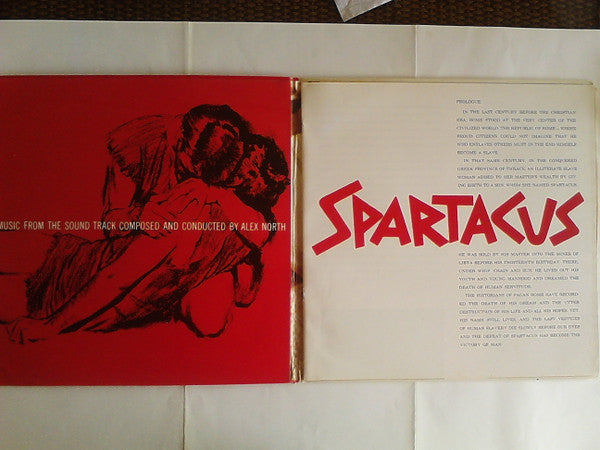 MUSIC FROM THE SOUND TRACK COMPOSED AND CONDUCTED BY ALEX NORTH
PROLOGUE
IN THE LAST CENTURY BEFORE THE CHRISTIAN
ERA, ROME STOOD AT THE VERY CENTER OF THE
CIVILIZED WORLD. THE REPUBLIC OF ROME... WHERE
PROUD CITIZENS COULD NOT IMAGINE THAT HE
WHO ENSLAVES OTHERS MUST IN THE END HIMSELF
BECOME A SLAVE.
IN THAT SAME CENTURY, IN THE CONQUERED
GREEK PROVINCE OF THRACE, AN ILLITERATE SLAVE
WOMAN ADDED TO HER MASTER'S WEALTH BY GIV-
ING BIRTH TO A SON WHOM SHE NAMED SPARTACUS.
SPARTACUS
HE WAS SOLD BY HIS MASTER INTO THE MINES OF
LIBYA BEFORE HIS THIRTEENTH BIRTHDAY. THERE,
UNDER WHIP, CHAIN AND SUN, HE LIVED OUT HIS
YOUTH AND YOUNG MANHOOD AND DREAMED THE
DEATH OF HUMAN SERVITUDE.
THE HISTORIANS OF PAGAN ROME HAVE RECORD-
ED THE DEATH OF HIS DREAM AND THE UTTER
DESTRUCTION OF HIS LIFE AND ALL HIS HOPES. YET
HIS NAME STILL LIVES, AND THE LAST VESTIGES
OF HUMAN SLAVERY DIE SLOWLY BEFORE OUR EYES
AND THE DEFEAT OF SPARTACUS HAS BECOME THE
VICTORY OF MAN.